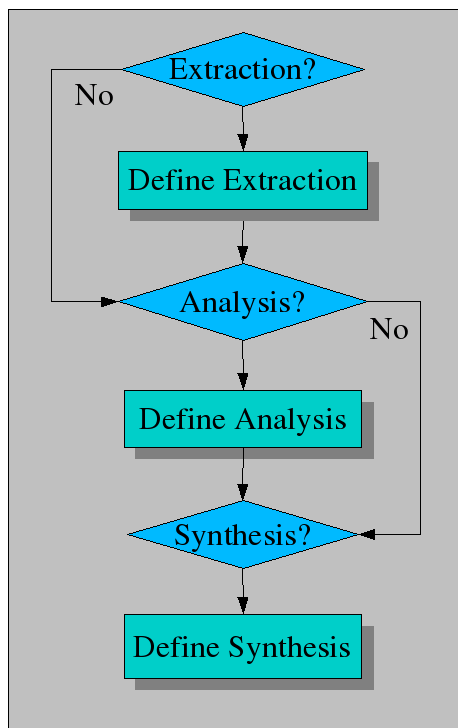 Extraction?
No
Define Extraction
Analysis?
No
Define Analysis
Synthesis?
Define Synthesis